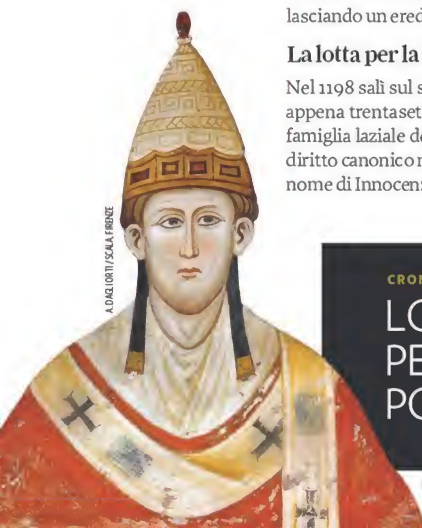 lasciando un ered
La lotta per la
Nel 1198 salì sul s
appena trentaset
famiglia laziale de
diritto canonico n
nome di Innocen
A. DAGLI ORTI / SCALA, FIRENZE
CRON
LO
PE
PO